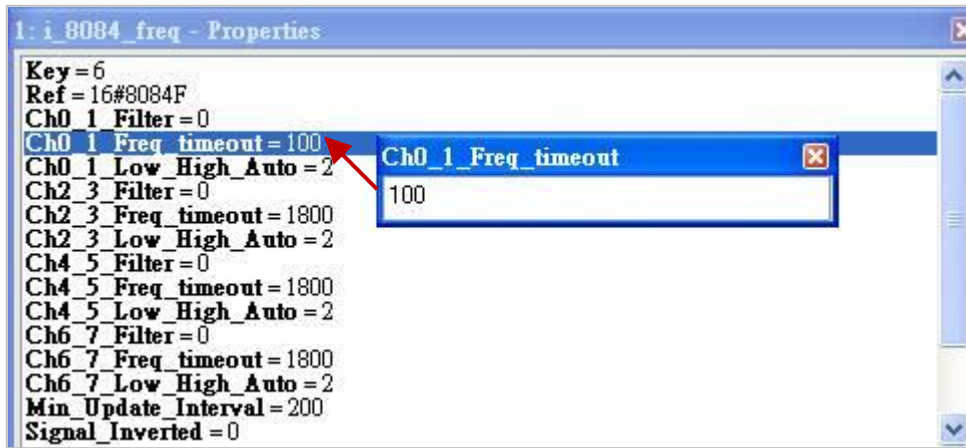 1: i_8084_freq - Properties
Key = 6
Ref = 16#8084F
Ch0_1_Filter = 0
Ch0_1_Freq_timeout = 100
Ch0_1_Low_High_Auto = 2
Ch2_3_Filter = 0
Ch2_3_Freq_timeout = 1800
Ch2_3_Low_High_Auto = 2
Ch4_5_Filter = 0
Ch4_5_Freq_timeout = 1800
Ch4_5_Low_High_Auto = 2
Ch6_7_Filter = 0
Ch6_7_Freq_timeout = 1800
Ch6_7_Low_High_Auto = 2
Min_Update_Interval = 200
Signal_Inverted = 0
Ch0_1_Freq_timeout
100